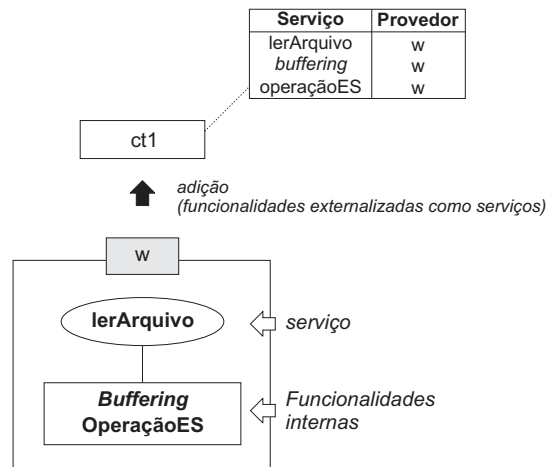 Serviço Provedor
lerArquivo w
buffering w
operaçãoES w
ct1
adição
(funcionalidades externalizadas como serviços)
w
lerArquivo
serviço
Buffering
OperaçãoES
Funcionalidades
internas